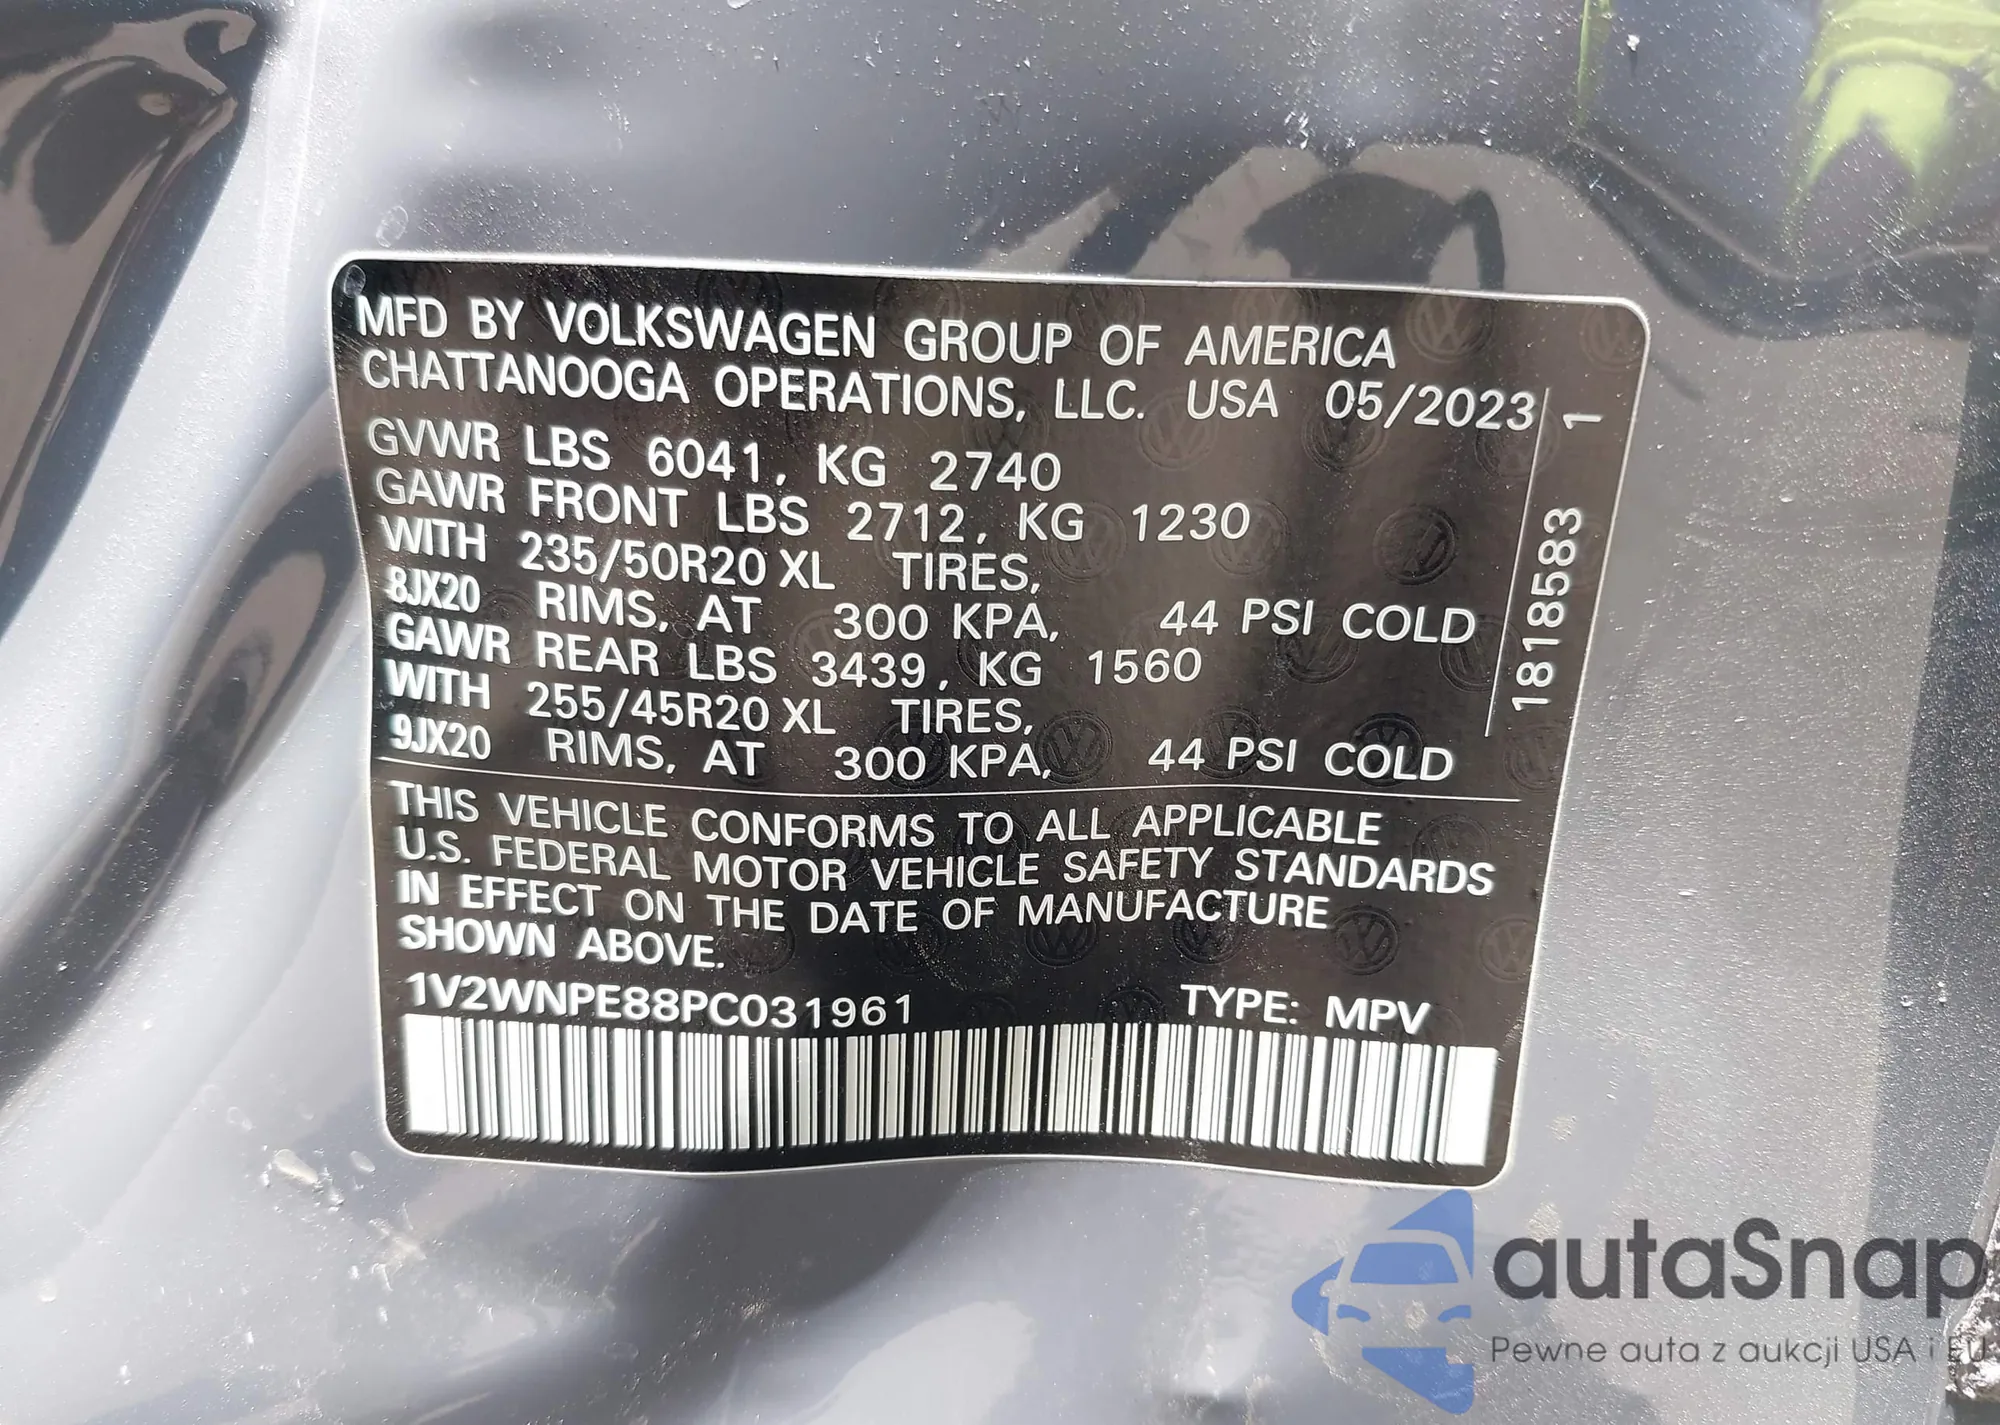 MFD BY VOLKSWAGEN GROUP OF AMERICA
CHATTANOOGA OPERATIONS, LLC. USA 05/2023
GVWR LBS 6041, KG 2740
GAWR FRONT LBS 2712, KG 1230
WITH 235/50R20 XL TIRES,
8JX20 RIMS, AT 300 KPA, 44 PSI COLD
GAWR REAR LBS 3439, KG 1560
WITH 255/45R20 XL TIRES,
9JX20 RIMS, AT 300 KPA, 44 PSI COLD
1818583 1
THIS VEHICLE CONFORMS TO ALL APPLICABLE
U.S. FEDERAL MOTOR VEHICLE SAFETY STANDARDS
IN EFFECT ON THE DATE OF MANUFACTURE
SHOWN ABOVE.
1V2WNPE88PC031961 TYPE: MPV
autaSnap
Pewne auta z aukcji USA i EU